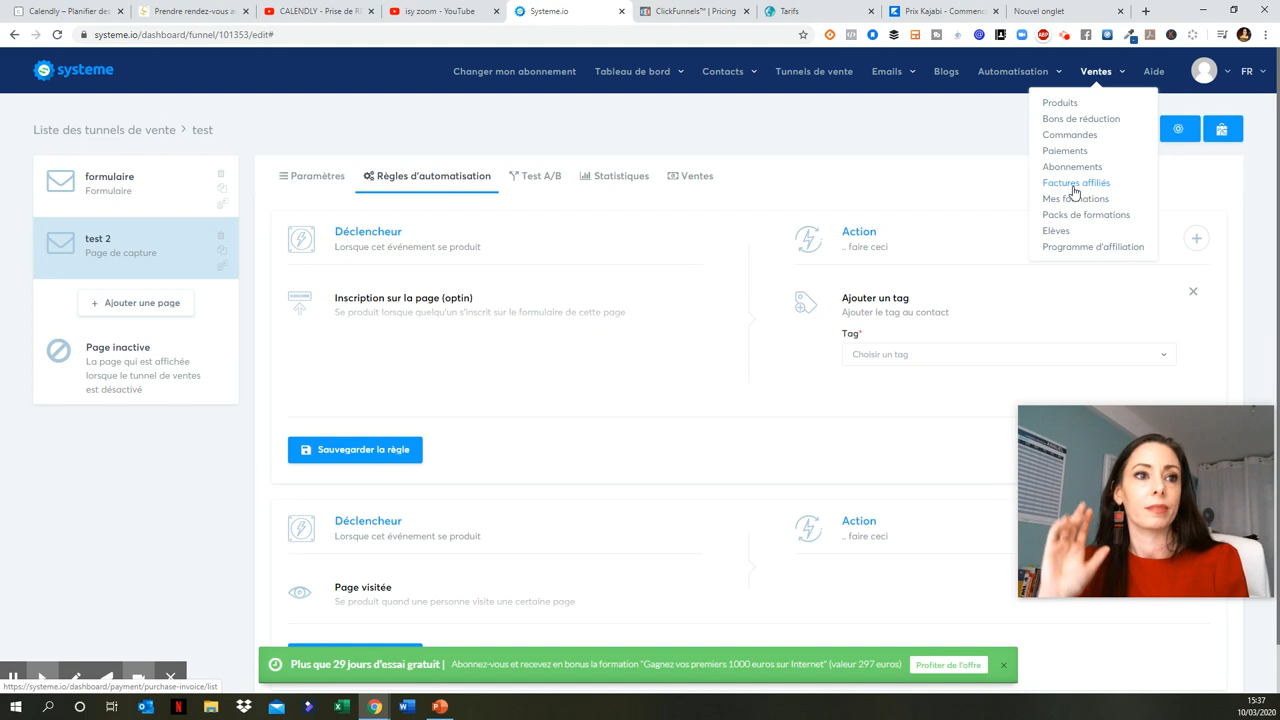 Calendly – Planifier des
Prendre rendez-vous a
CALENDLY - Prise de R
isy zoom - YouTube
Systeme.io
ClickFunnels™ | Pricing
Tarifs
Prix Kajabi - Commenc
Nouvel onglet
systeme.io/dashboard/funnel/101353/edit#
systeme
Changer mon abonnement
Tableau de bord
Contacts
Tunnels de vente
Emails
Blogs
Automatisation
Ventes
Aide
FR
Produits
Bons de réduction
Commandes
Paiements
Abonnements
Factures affiliés
Mes formations
Packs de formations
Elèves
Programme d'affiliation
Liste des tunnels de vente > test
formulaire
Formulaire
test 2
Page de capture
+ Ajouter une page
Page inactive
La page qui est affichée
lorsque le tunnel de ventes
est désactivé
Paramètres
Règles d'automatisation
Test A/B
Statistiques
Ventes
Déclencheur
Lorsque cet événement se produit
Action
.. faire ceci
Inscription sur la page (optin)
Se produit lorsque quelqu'un s'inscrit sur le formulaire de cette page
Ajouter un tag
Ajouter le tag au contact
Tag*
Choisir un tag
Sauvegarder la règle
Déclencheur
Lorsque cet événement se produit
Action
.. faire ceci
Page visitée
Se produit quand une personne visite une certaine page
Plus que 29 jours d'essai gratuit | Abonnez-vous et recevez en bonus la formation "Gagnez vos premiers 1000 euros sur Internet" (valeur 297 euros)
Profiter de l'offre
https://systeme.io/dashboard/payment/purchase-invoice/list
15:37
10/03/2020